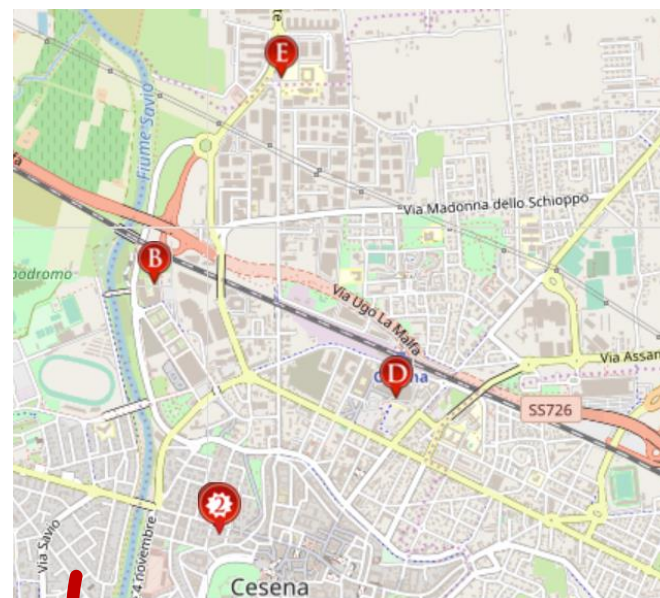 E
Fiume Savio
Via Madonna dello Schioppo
B
podromo
Via Ugo La Malfa
Via Assan
D
SS726
2
Via Savio
4 novembre
Cesena